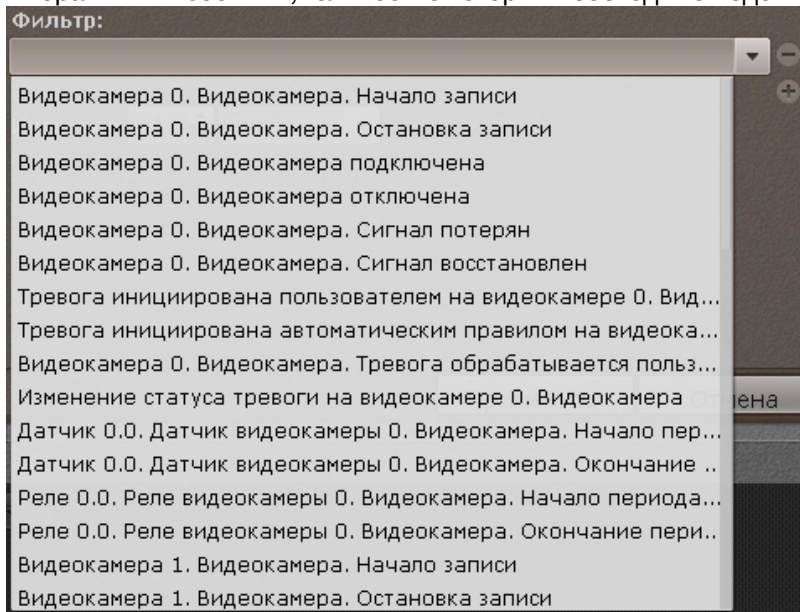 Фильтр:
Видеокамера 0. Видеокамера. Начало записи
Видеокамера 0. Видеокамера. Остановка записи
Видеокамера 0. Видеокамера подключена
Видеокамера 0. Видеокамера отключена
Видеокамера 0. Видеокамера. Сигнал потерян
Видеокамера 0. Видеокамера. Сигнал восстановлен
Тревога инициирована пользователем на видеокамере 0. Вид...
Тревога инициирована автоматическим правилом на видеока...
Видеокамера 0. Видеокамера. Тревога обрабатывается польз...
Изменение статуса тревоги на видеокамере 0. Видеокамера
Отмена
Датчик 0.0. Датчик видеокамеры 0. Видеокамера. Начало пер...
Датчик 0.0. Датчик видеокамеры 0. Видеокамера. Окончание ..
Реле 0.0. Реле видеокамеры 0. Видеокамера. Начало периода...
Реле 0.0. Реле видеокамеры 0. Видеокамера. Окончание пери..
Видеокамера 1. Видеокамера. Начало записи
Видеокамера 1. Видеокамера. Остановка записи